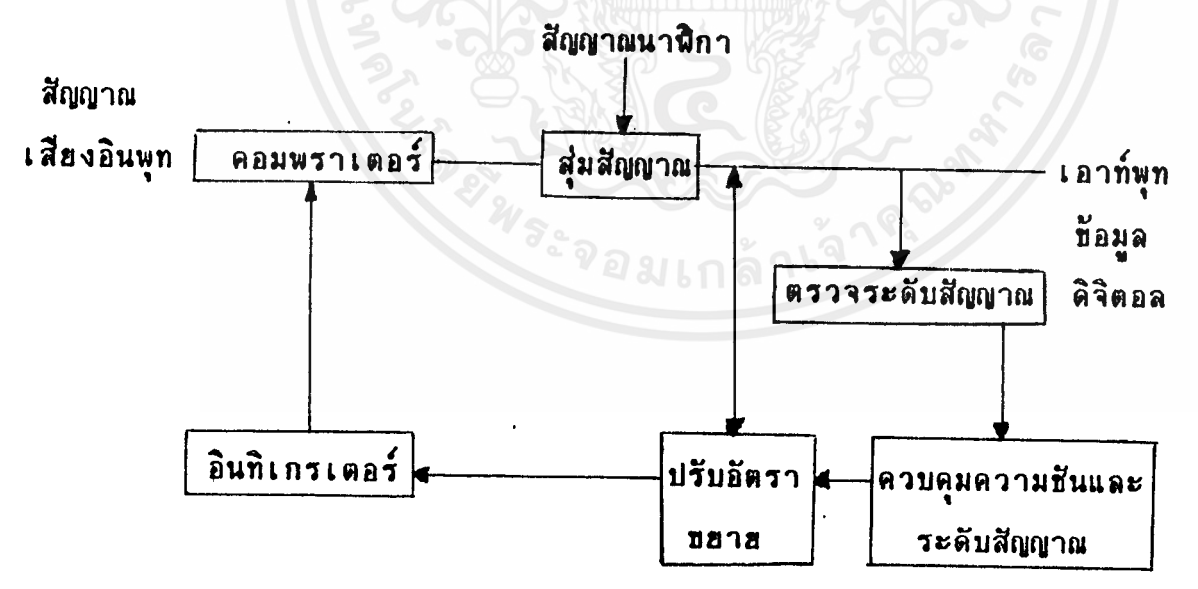 สัญญาณนาฬิกา
สัญญาณ
เสียงอินพุท
คอมพราเตอร์
สุ่มสัญญาณ
เอาท์พุท
ข้อมูล
ดิจิตอล
ตรวจระดับสัญญาณ
อินทิเกรเตอร์
ปรับอัตรา
ขยาย
ควบคุมความชันและ
ระดับสัญญาณ